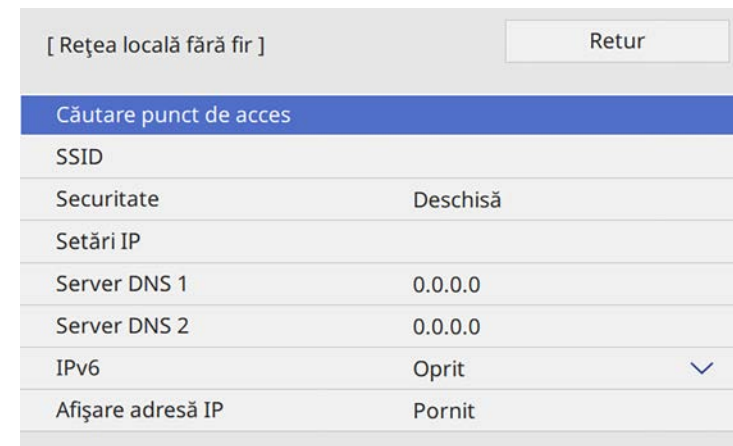 [ Reţea locală fără fir ] Retur
Căutare punct de acces
SSID
Securitate Deschisă
Setări IP
Server DNS 1 0.0.0.0
Server DNS 2 0.0.0.0
IPv6 Oprit
Afişare adresă IP Pornit